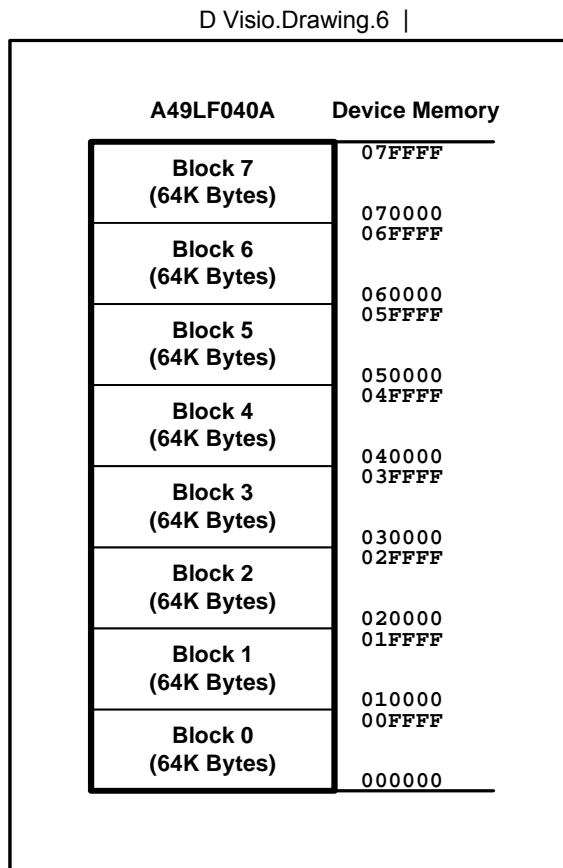 D Visio.Drawing.6 |
A49LF040A Device Memory
07FFFF
Block 7
(64K Bytes)
070000
06FFFF
Block 6
(64K Bytes)
060000
05FFFF
Block 5
(64K Bytes)
050000
04FFFF
Block 4
(64K Bytes)
040000
03FFFF
Block 3
(64K Bytes)
030000
02FFFF
Block 2
(64K Bytes)
020000
01FFFF
Block 1
(64K Bytes)
010000
00FFFF
Block 0
(64K Bytes)
000000